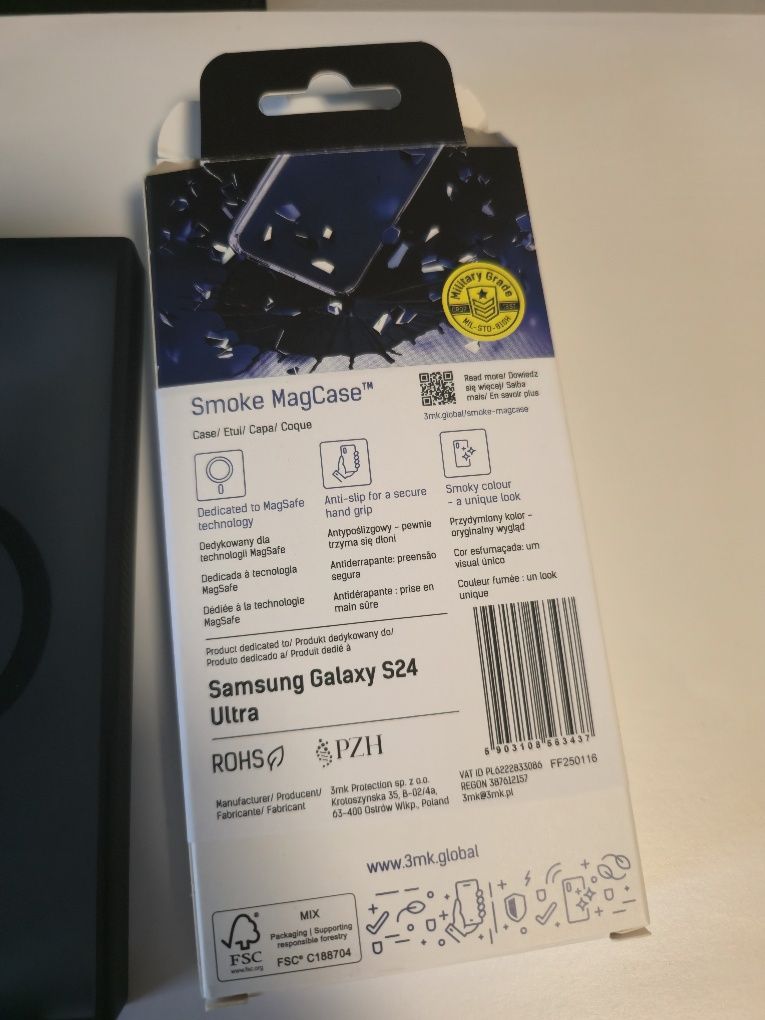 Military Grade
MIL-STD-810H
Smoke MagCase™
Case/ Etui/ Capa/ Coque
Read more/ Dowiedz
się więcej/ Saiba
mais/ En savoir plus
3mk.global/smoke-magcase
Dedicated to MagSafe
technology
Dedykowany dla
technologii MagSafe
Dedicada à tecnologia
MagSafe
Dédiée à la technologie
MagSafe
Anti-slip for a secure
hand grip
Antypoślizgowy – pewnie
trzyma się dłoni
Antiderrapante: preensão
segura
Antidérapante : prise en
main sûre
Smoky colour
– a unique look
Przydymiony kolor –
oryginalny wygląd
Cor esfumaçada: um
visual único
Couleur fumée : un look
unique
Product dedicated to/ Produkt dedykowany do/
Produto dedicado a/ Produit dedié à
Samsung Galaxy S24
Ultra
5903108563437
ROHS
PZH
Manufacturer/ Producent/
Fabricante/ Fabricant
3mk Protection sp. z o.o.
Krotoszyńska 35, B-02/4a,
63-400 Ostrów Wlkp., Poland
VAT ID PL6222833086
REGON 387612157
3mk@3mk.pl
FF250116
www.3mk.global
FSC®
www.fsc.org
MIX
Packaging | Supporting
responsible forestry
FSC® C188704